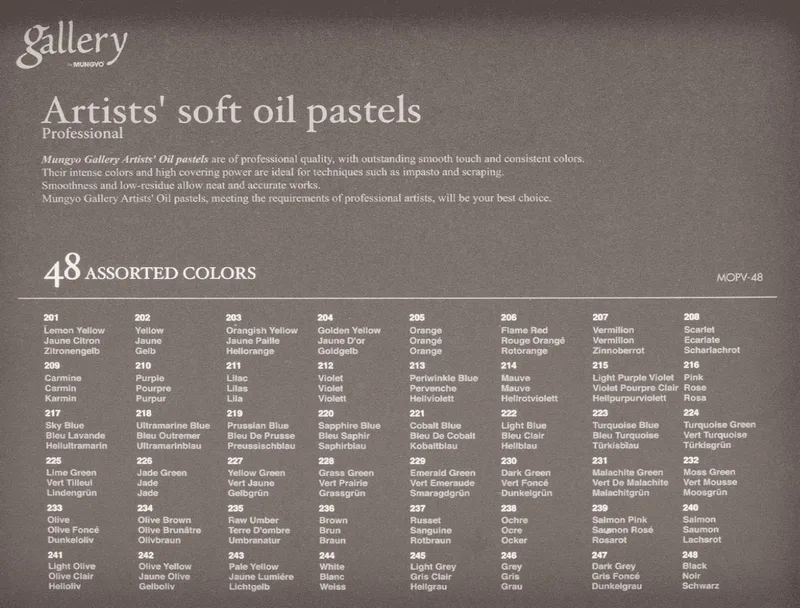 gallery
by MUNGYO
Artists' soft oil pastels
Professional
Mungyo Gallery Artists' Oil pastels are of professional quality, with outstanding smooth touch and consistent colors.
Their intense colors and high covering power are ideal for techniques such as impasto and scraping.
Smoothness and low-residue allow neat and accurate works.
Mungyo Gallery Artists' Oil pastels, meeting the requirements of professional artists, will be your best choice.
48 ASSORTED COLORS MOPV-48
201 202 203 204 205 206 207 208
Lemon Yellow Yellow Orangish Yellow Golden Yellow Orange Flame Red Vermilion Scarlet
Jaune Citron Jaune Jaune Paille Jaune D'or Orangé Rouge Orangé Vermilion Ecarlate
Zitronengelb Gelb Hellorange Goldgelb Orange Rotorange Zinnoberrot Scharlachrot
209 210 211 212 213 214 215 216
Carmine Purple Lilac Violet Periwinkle Blue Mauve Light Purple Violet Pink
Carmin Pourpre Lilas Violet Pervenche Mauve Violet Pourpre Clair Rose
Karmin Purpur Lila Violett Hellviolett Hellrotviolett Hellpurpurviolett Rosa
217 218 219 220 221 222 223 224
Sky Blue Ultramarine Blue Prussian Blue Sapphire Blue Cobalt Blue Light Blue Turquoise Blue Turquoise Green
Bleu Lavande Bleu Outremer Bleu De Prusse Bleu Saphir Bleu De Cobalt Bleu Clair Bleu Turquoise Vert Turquoise
Hellultramarin Ultramarinblau Preussischblau Saphirblau Kobaltblau Hellblau Türkisblau Türkisgrün
225 226 227 228 229 230 231 232
Lime Green Jade Green Yellow Green Grass Green Emerald Green Dark Green Malachite Green Moss Green
Vert Tilleul Jade Vert Jaune Vert Prairie Vert Emeraude Vert Foncé Vert De Malachite Vert Mousse
Lindengrün Jade Gelbgrün Grassgrün Smaragdgrün Dunkelgrün Malachitgrün Moosgrün
233 234 235 236 237 238 239 240
Olive Olive Brown Raw Umber Brown Russet Ochre Salmon Pink Salmon
Olive Foncé Olive Brunâtre Terre D'ombre Brun Sanguine Ocre Saumon Rosé Saumon
Dunkeloliv Olivbraun Umbranatur Braun Rotbraun Ocker Rosarot Lachsrot
241 242 243 244 245 246 247 248
Light Olive Olive Yellow Pale Yellow White Light Grey Grey Dark Grey Black
Olive Clair Jaune Olive Jaune Lumiére Blanc Gris Clair Gris Gris Foncé Noir
Helloliv Gelboliv Lichtgelb Weiss Hellgrau Grau Dunkelgrau Schwarz